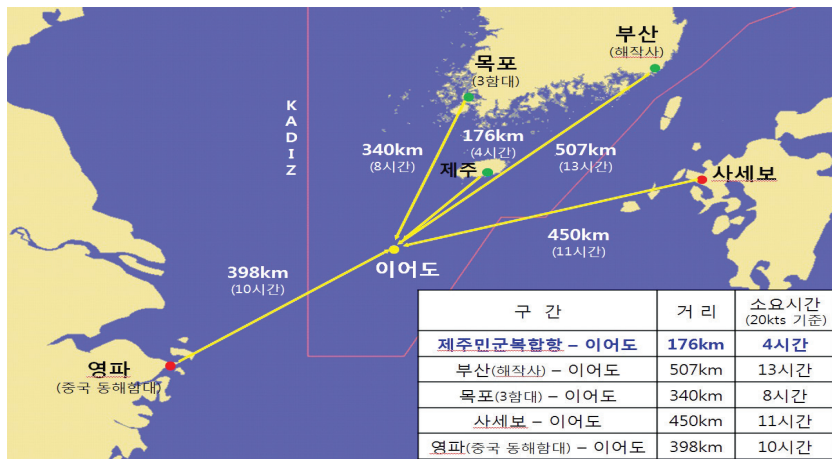 부산
(해작사)
목포
(3함대)
KADIZ
340km
(8시간)
176km
(4시간)
507km
(13시간)
제주
사세보
450km
(11시간)
이어도
398km
(10시간)
영파
(중국 동해함대)
구 간 거 리 소요시간
(20kts 기준)
제주민군복합항 – 이어도 176km 4시간
부산(해작사) – 이어도 507km 13시간
목포(3함대) – 이어도 340km 8시간
사세보 – 이어도 450km 11시간
영파(중국 동해함대) – 이어도 398km 10시간